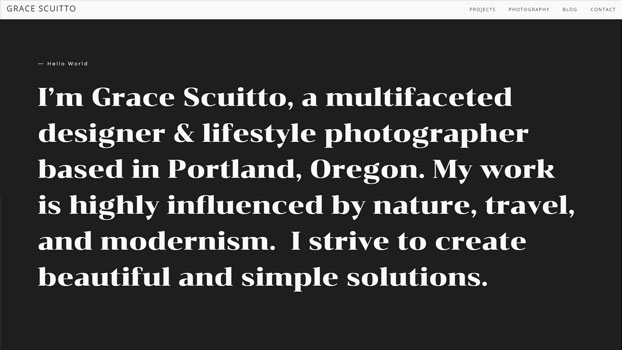 GRACE SCUITTO
PROJECTS PHOTOGRAPHY BLOG CONTACT
— Hello World
I’m Grace Scuitto, a multifaceted
designer & lifestyle photographer
based in Portland, Oregon. My work
is highly influenced by nature, travel,
and modernism. I strive to create
beautiful and simple solutions.